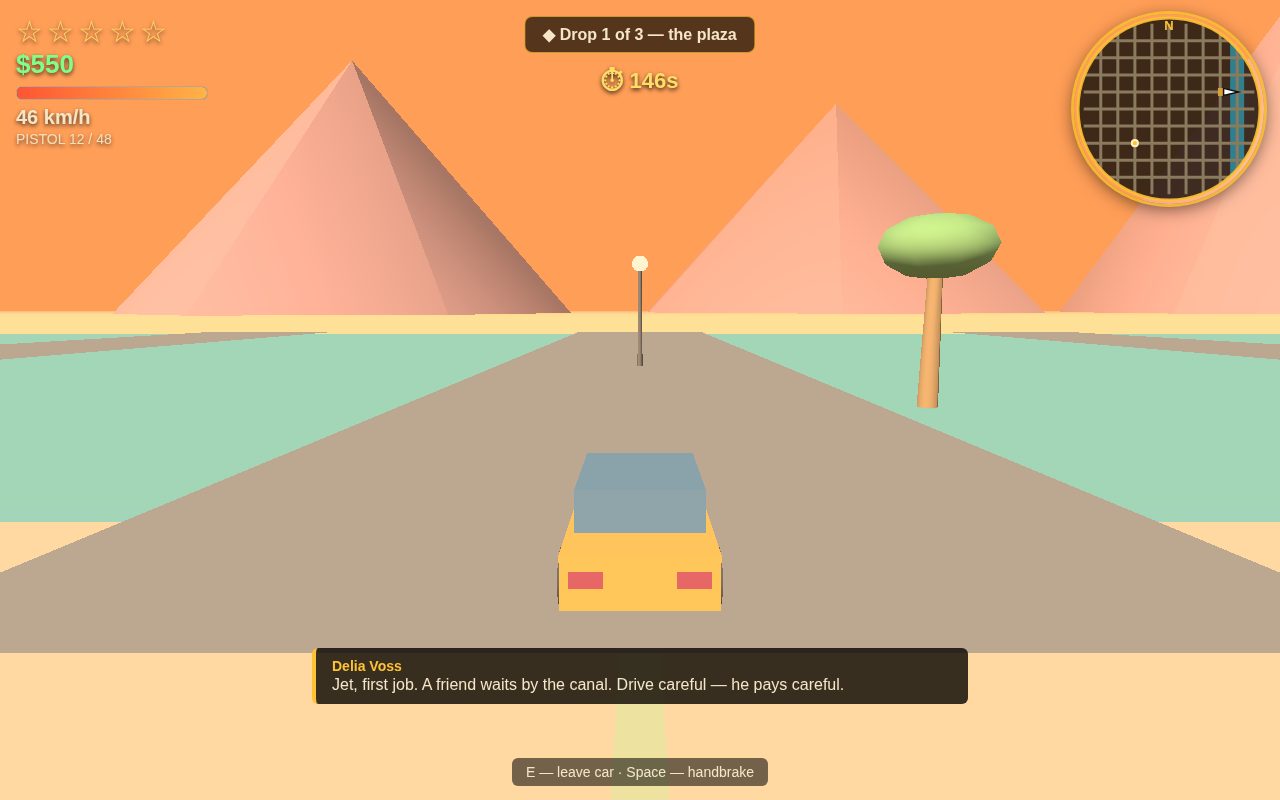 ☆ ☆ ☆ ☆ ☆
$550
46 km/h
PISTOL 12 / 48
◆ Drop 1 of 3 — the plaza
⏱ 146s
N
Delia Voss
Jet, first job. A friend waits by the canal. Drive careful — he pays careful.
E — leave car · Space — handbrake